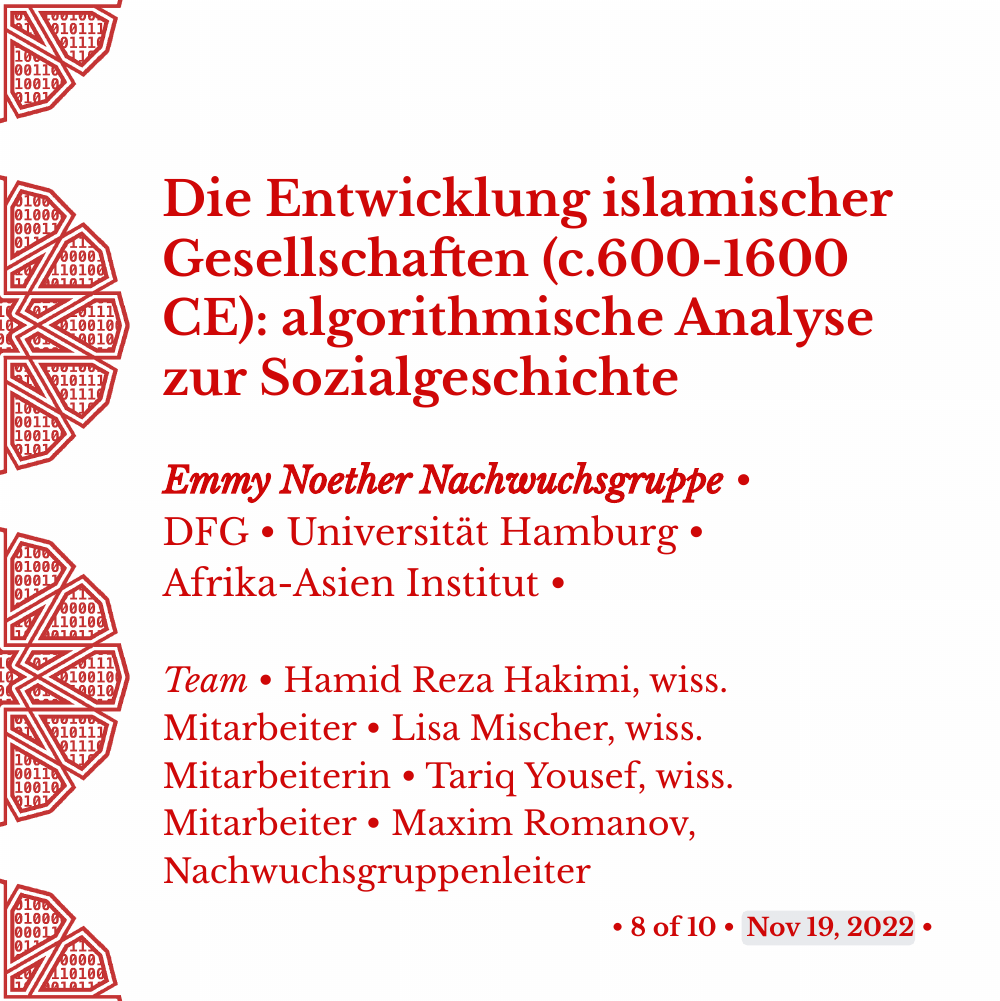 Die Entwicklung islamischer
Gesellschaften (c.600-1600
CE): algorithmische Analyse
zur Sozialgeschichte
Emmy Noether Nachwuchsgruppe •
DFG • Universität Hamburg •
Afrika-Asien Institut •
Team • Hamid Reza Hakimi, wiss.
Mitarbeiter • Lisa Mischer, wiss.
Mitarbeiterin • Tariq Yousef, wiss.
Mitarbeiter • Maxim Romanov,
Nachwuchsgruppenleiter
• 8 of 10 • Nov 19, 2022 •